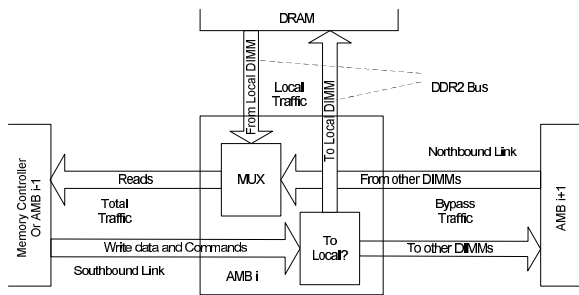 DRAM
From Local DIMM
To Local DIMM
Local
Traffic
DDR2 Bus
Memory Controller
Or AMB i-1
Reads
MUX
Northbound Link
From other DIMMs
AMB i+1
Total
Traffic
Bypass
Traffic
Write data and Commands
To
Local?
To other DIMMs
Southbound Link
AMB i